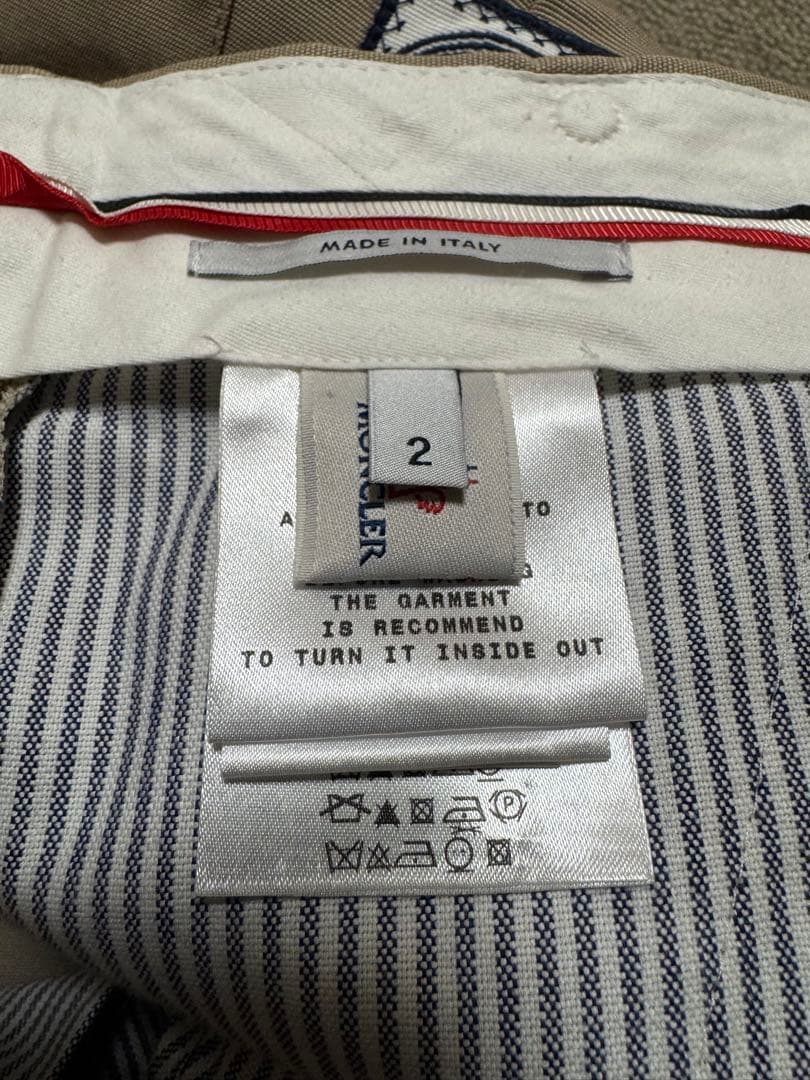 MADE IN ITALY
2
MONCLER
A TO
THE GARMENT
IS RECOMMEND
TO TURN IT INSIDE OUT
P